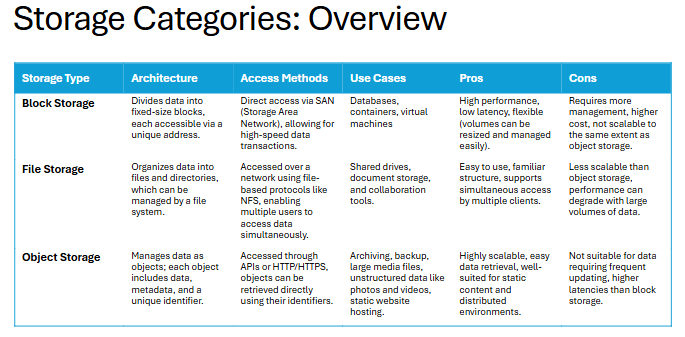 Storage Categories: Overview
Storage Type Architecture Access Methods Use Cases Pros Cons
Block Storage
Divides data into
fixed-size blocks,
each accessible via a
unique address.
Direct access via SAN
(Storage Area
Network), allowing for
high-speed data
transactions.
Databases,
containers, virtual
machines
High performance,
low latency, flexible
(volumes can be
resized and managed
easily).
Requires more
management, higher
cost, not scalable to
the same extent as
object storage.
File Storage
Organizes data into
files and directories,
which can be
managed by a file
system.
Accessed over a
network using file-
based protocols like
NFS, enabling
multiple users to
access data
simultaneously.
Shared drives,
document storage,
and collaboration
tools.
Easy to use, familiar
structure, supports
simultaneous access
by multiple clients.
Less scalable than
object storage,
performance can
degrade with large
volumes of data.
Object Storage
Manages data as
objects; each object
includes data,
metadata, and a
unique identifier.
Accessed through
APIs or HTTP/HTTPS,
objects can be
retrieved directly
using their identifiers.
Archiving, backup,
large media files,
unstructured data like
photos and videos,
static website
hosting.
Highly scalable, easy
data retrieval, well-
suited for static
content and
distributed
environments.
Not suitable for data
requiring frequent
updating, higher
latencies than block
storage.